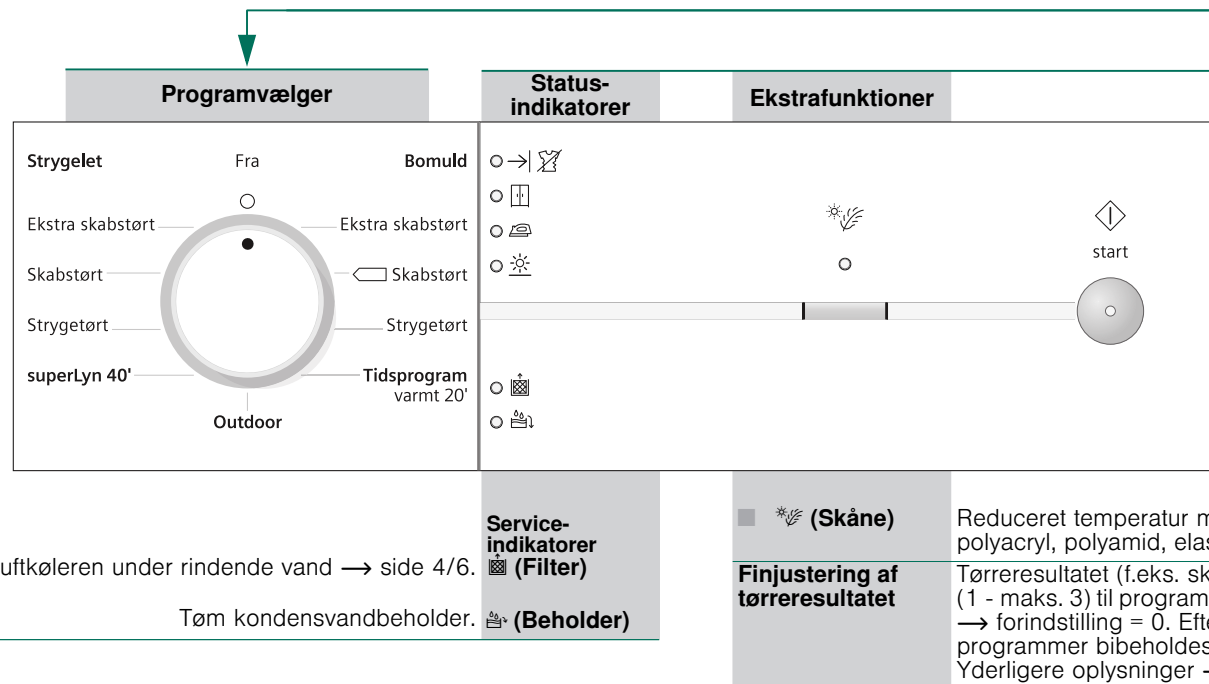 Programvælger
Status-
indikatorer
Ekstrafunktioner
Strygelet
Fra
Bomuld
Ekstra skabstørt
Ekstra skabstørt
Skabstørt
Skabstørt
Strygetørt
Strygetørt
superLyn 40'
Tidsprogram
varmt 20'
Outdoor
start
Service-
indikatorer
uftkøleren under rindende vand → side 4/6. (Filter)
Tøm kondensvandbeholder. (Beholder)
(Skåne)
Reduceret temperatur m
polyacryl, polyamid, elas
Finjustering af
tørreresultatet
Tørreresultatet (f.eks. sk
(1 - maks. 3) til program
→ forindstilling = 0. Efte
programmer bibeholdes
Yderligere oplysninger -